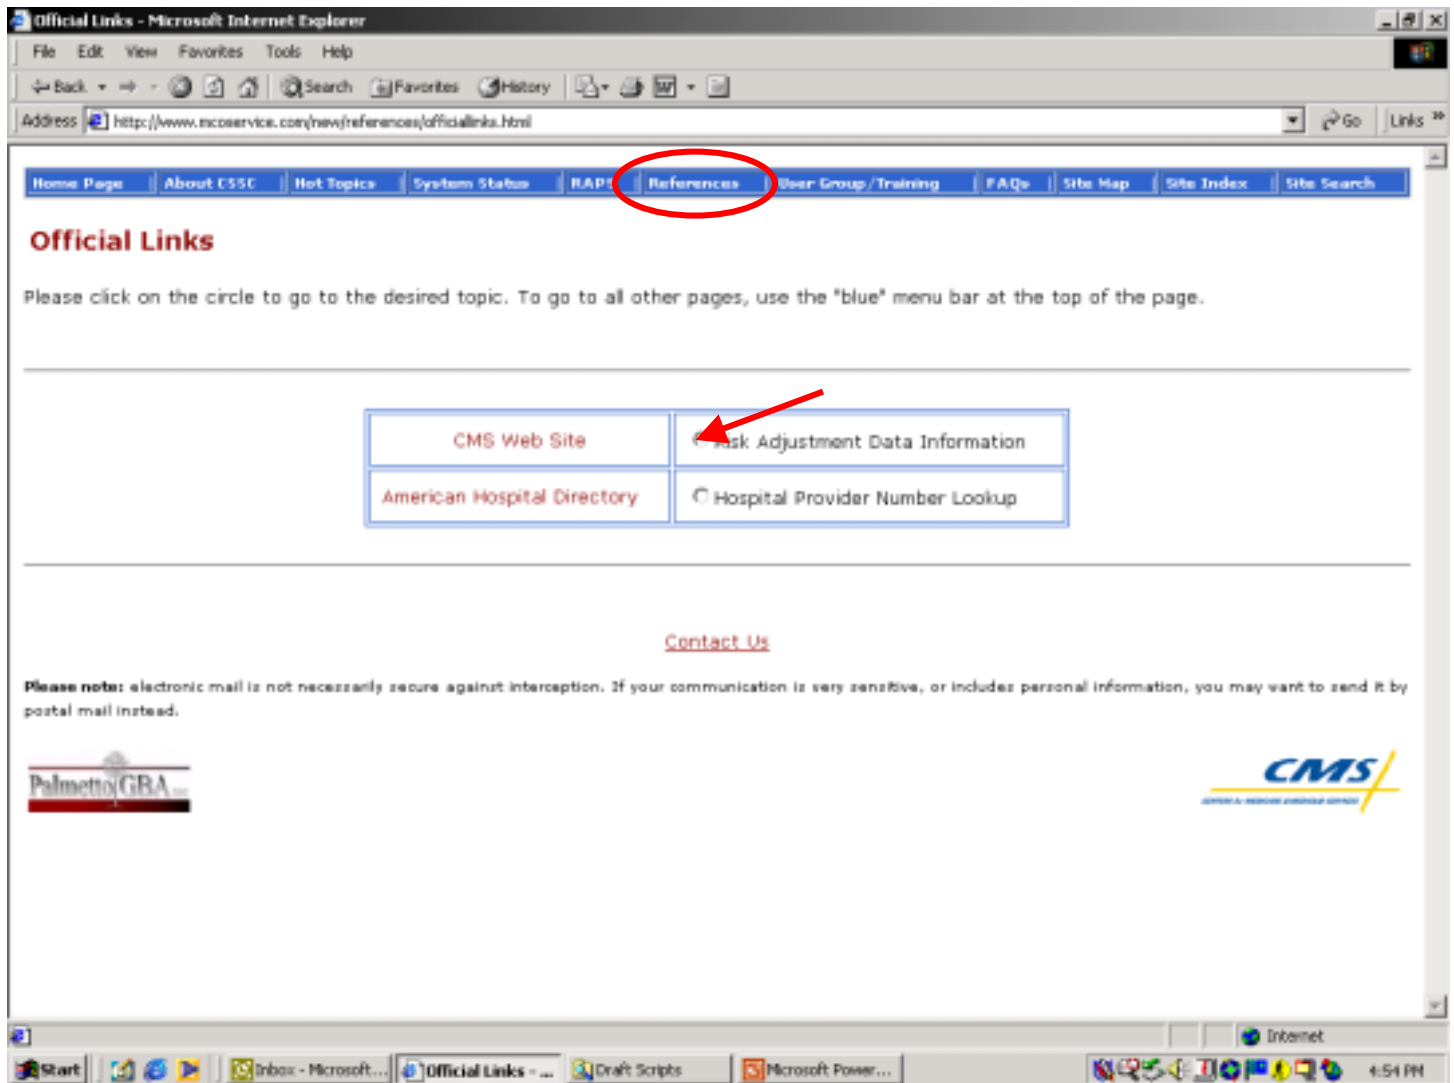 Official Links - Microsoft Internet Explorer
File Edit View Favorites Tools Help
Back Search Favorites History
Address http://www.mcoservice.com/new/references/officiallinks.html Go Links
Home Page | About CSSC | Hot Topics | System Status | RAPS | References | User Group/Training | FAQs | Site Map | Site Index | Site Search
Official Links
Please click on the circle to go to the desired topic. To go to all other pages, use the "blue" menu bar at the top of the page.
CMS Web Site Risk Adjustment Data Information
American Hospital Directory Hospital Provider Number Lookup
Contact Us
Please note: electronic mail is not necessarily secure against interception. If your communication is very sensitive, or includes personal information, you may want to send it by
postal mail instead.
Palmetto GBA
CMS
CENTERS for MEDICARE & MEDICAID SERVICES
Internet
Start Inbox - Microsoft... Official Links - ... Draft Scripts Microsoft Power... 4:54 PM